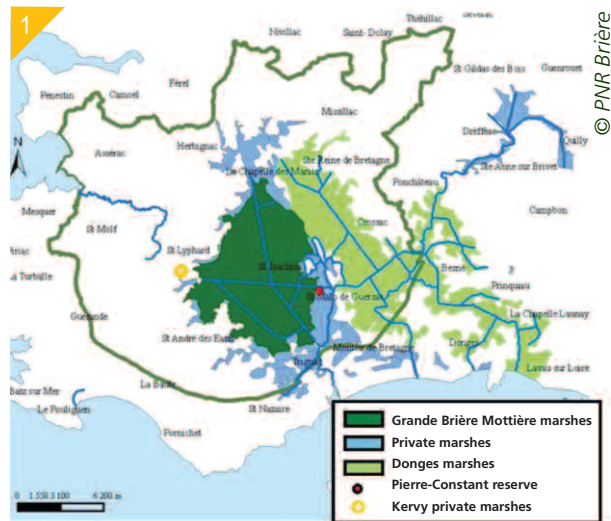 1
© PNR Brière
Théhillac
Nivillac
Saint-Dolay
St Gildas des Bois
Guenrouet
Férel
Camoel
Penestin
Missillac
Drefféac
Quilly
Herbignac
Assérac
Ste Reine de Bretagne
Ste Anne sur Brivet
La Chapelle des Marais
Pontchâteau
N
Mesquer
Crossac
Campbon
St Molf
St Lyphard
St Joachim
Besné
La Turballe
Prinquiau
St Malo de Guersac
La Chapelle Launay
Guérande
St André des Eaux
Montoir de Bretagne
Donges
Trignac
Lavau sur Loire
La Baule
Batz sur Mer
Le Pouliguen
St Nazaire
Pornichet
Grande Brière Mottière marshes
Private marshes
Donges marshes
Pierre-Constant reserve
Kervy private marshes
0 1.55 0 3 100 6 200 m